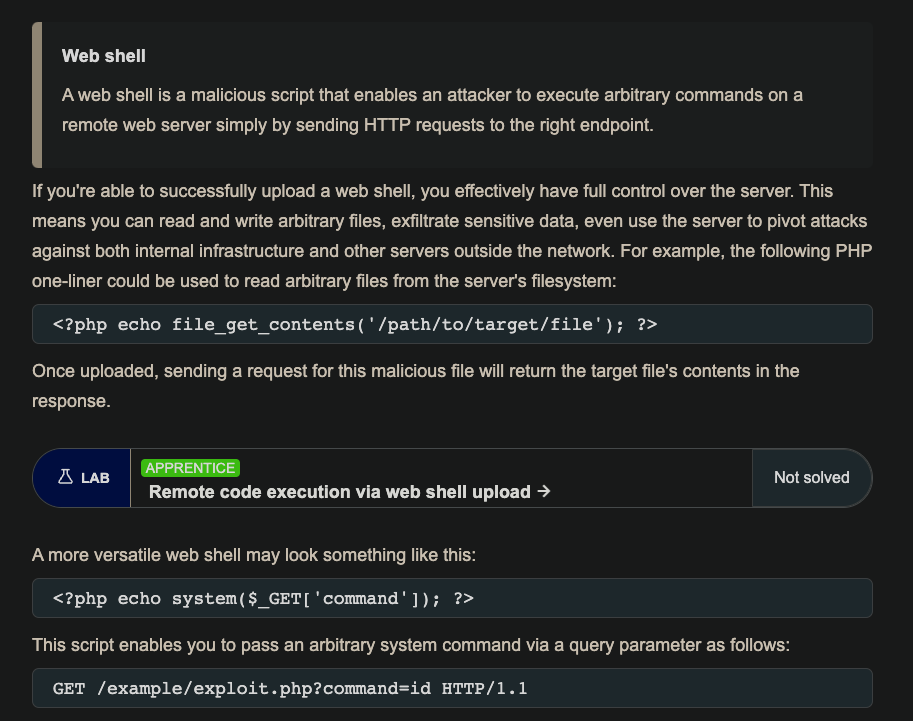 Web shell
A web shell is a malicious script that enables an attacker to execute arbitrary commands on a
remote web server simply by sending HTTP requests to the right endpoint.
If you're able to successfully upload a web shell, you effectively have full control over the server. This
means you can read and write arbitrary files, exfiltrate sensitive data, even use the server to pivot attacks
against both internal infrastructure and other servers outside the network. For example, the following PHP
one-liner could be used to read arbitrary files from the server's filesystem:
<?php echo file_get_contents('/path/to/target/file'); ?>
Once uploaded, sending a request for this malicious file will return the target file's contents in the
response.
LAB
APPRENTICE
Remote code execution via web shell upload →
Not solved
A more versatile web shell may look something like this:
<?php echo system($_GET['command']); ?>
This script enables you to pass an arbitrary system command via a query parameter as follows:
GET /example/exploit.php?command=id HTTP/1.1